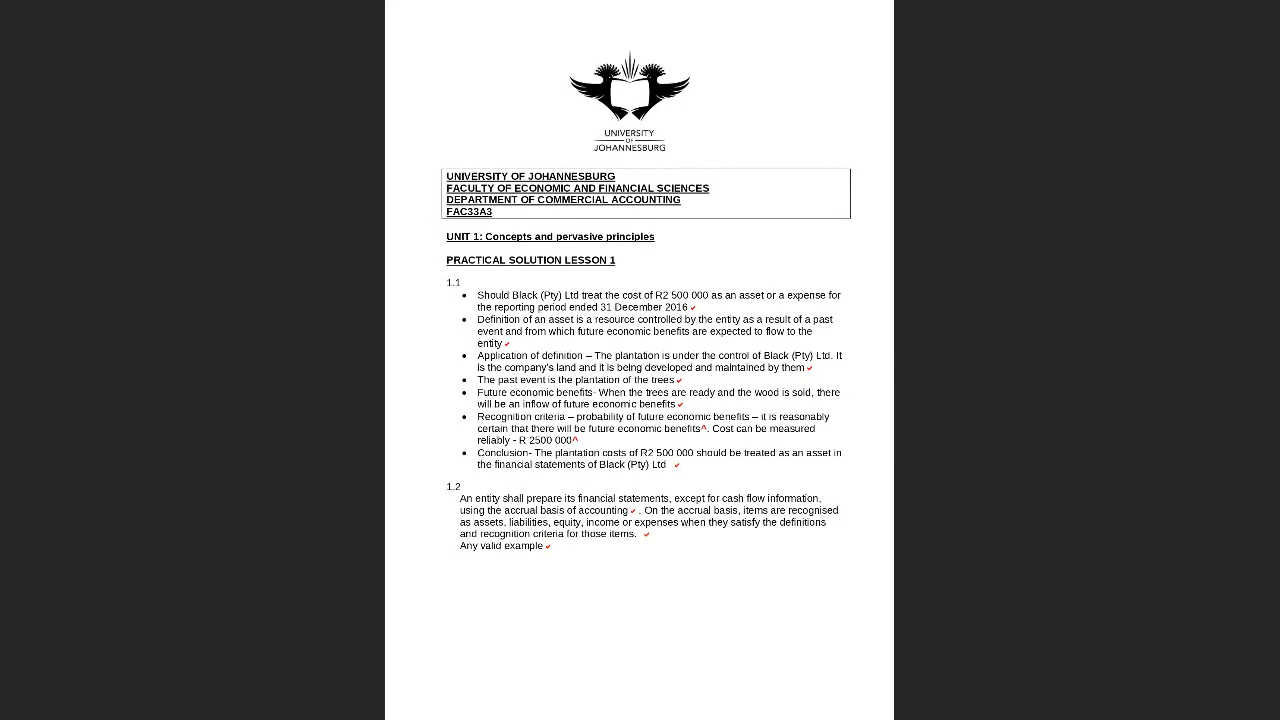 UNIVERSITY
OF
JOHANNESBURG
UNIVERSITY OF JOHANNESBURG
FACULTY OF ECONOMIC AND FINANCIAL SCIENCES
DEPARTMENT OF COMMERCIAL ACCOUNTING
FAC33A3
UNIT 1: Concepts and pervasive principles
PRACTICAL SOLUTION LESSON 1
1.1
• Should Black (Pty) Ltd treat the cost of R2 500 000 as an asset or a expense for
the reporting period ended 31 December 2016 ✓
• Definition of an asset is a resource controlled by the entity as a result of a past
event and from which future economic benefits are expected to flow to the
entity ✓
• Application of definition – The plantation is under the control of Black (Pty) Ltd. It
is the company's land and it is being developed and maintained by them ✓
• The past event is the plantation of the trees ✓
• Future economic benefits- When the trees are ready and the wood is sold, there
will be an inflow of future economic benefits ✓
• Recognition criteria – probability of future economic benefits – it is reasonably
certain that there will be future economic benefits^. Cost can be measured
reliably - R 2500 000^
• Conclusion- The plantation costs of R2 500 000 should be treated as an asset in
the financial statements of Black (Pty) Ltd ✓
1.2
An entity shall prepare its financial statements, except for cash flow information,
using the accrual basis of accounting ✓ . On the accrual basis, items are recognised
as assets, liabilities, equity, income or expenses when they satisfy the definitions
and recognition criteria for those items. ✓
Any valid example ✓